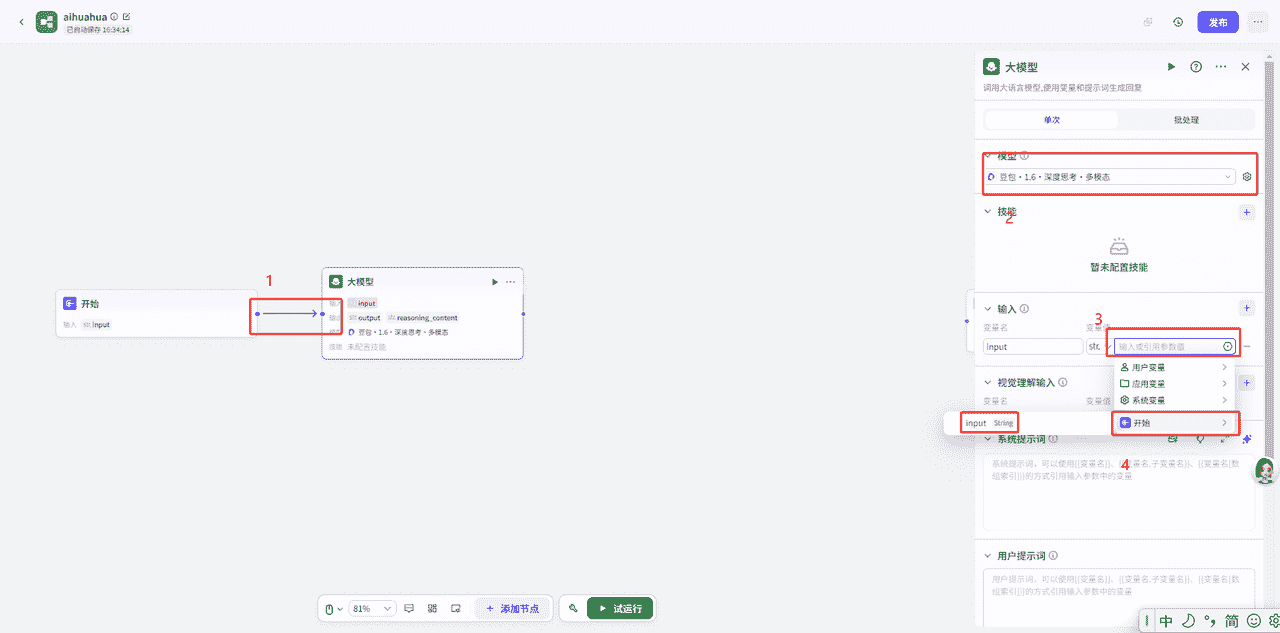 aihuahua
已自动保存 16:34:14
发布
大模型
调用大语言模型,使用变量和提示词生成回复
单次
批处理
模型
豆包・1.6・深度思考・多模态
技能
2
暂未配置技能
1
大模型
开始
输入 str. input
input
str. output str. reasoning_content
豆包・1.6・深度思考・多模态
技能 未配置技能
输入
3
变量名
input
str.
输入或引用参数值
用户变量
视觉理解输入
应用变量
变量名
变量值
系统变量
input String
开始
系统提示词
4
系统提示词，可以使用{{变量名}}、{{变量名.子变量名}}、{{变量名[数
组索引]}}的方式引用输入参数中的变量
用户提示词
用户提示词，可以使用{{变量名}}、{{变量名.子变量名}}、{{变量名[数
组索引]}}的方式引用输入参数中的变量
81%
添加节点
试运行
中
简